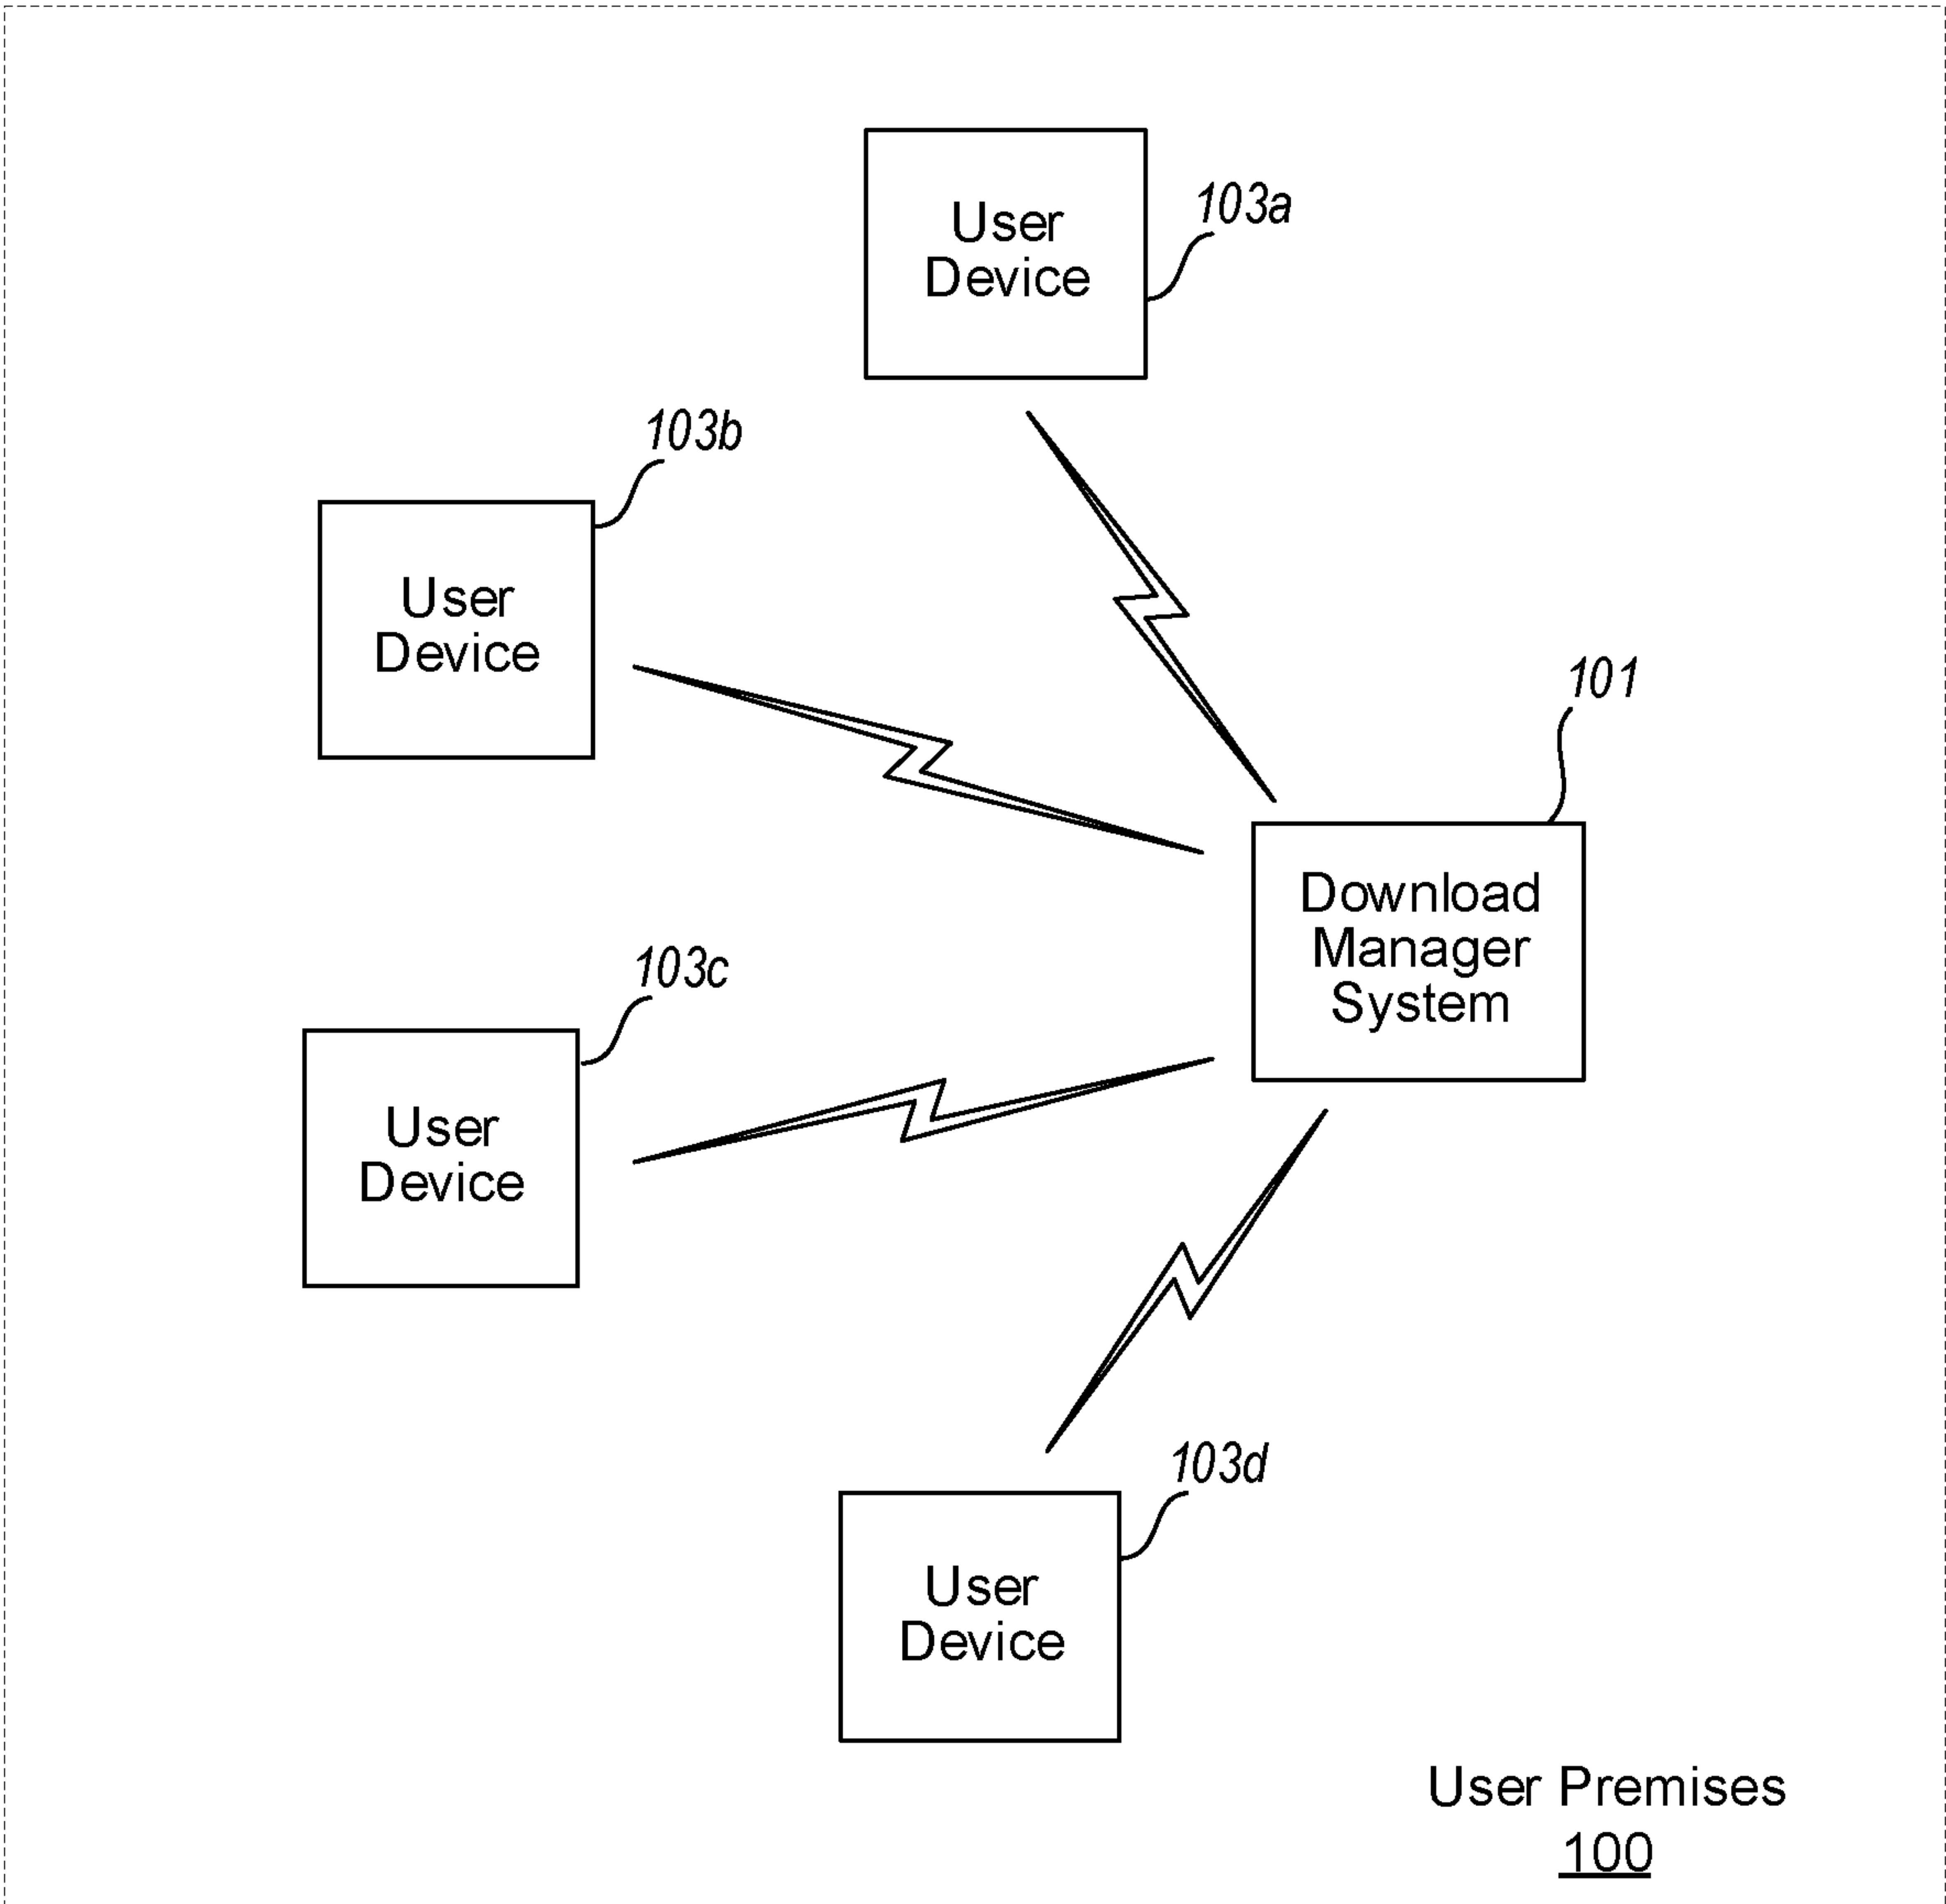 103a
User
Device
103b
User
Device
101
Download
Manager
System
103c
User
Device
103d
User
Device
User Premises
100